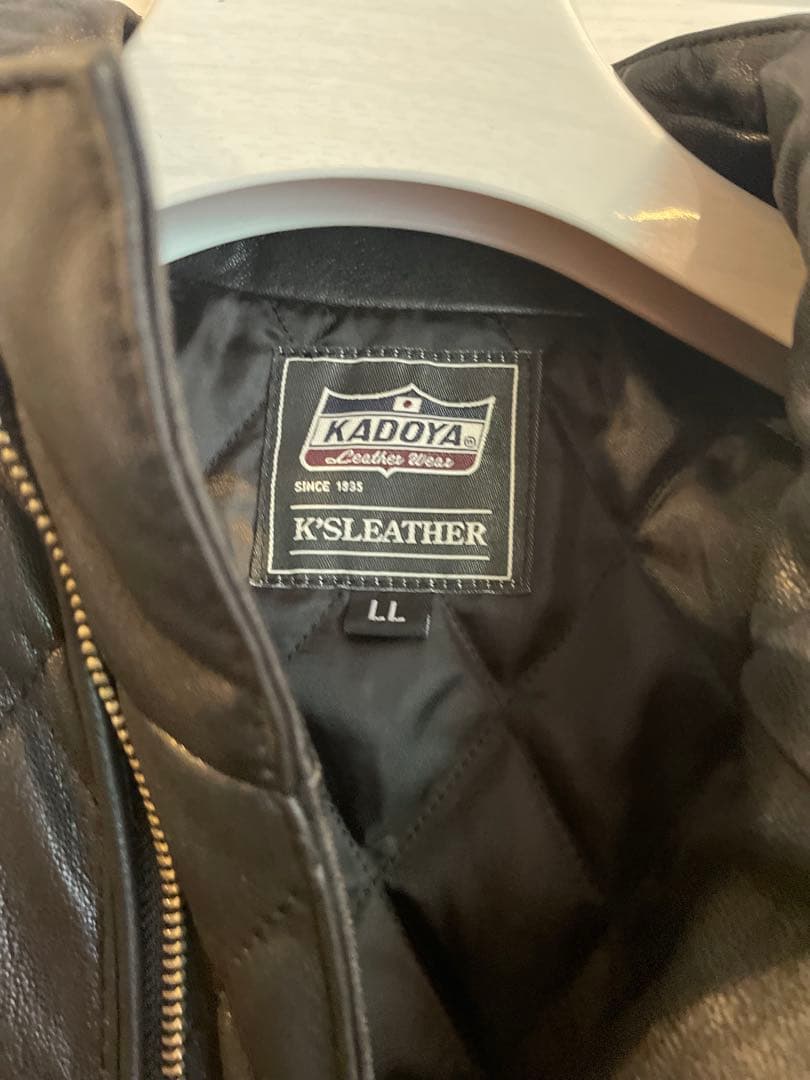 KADOYA
Leather Wear
SINCE 1935
K'SLEATHER
LL